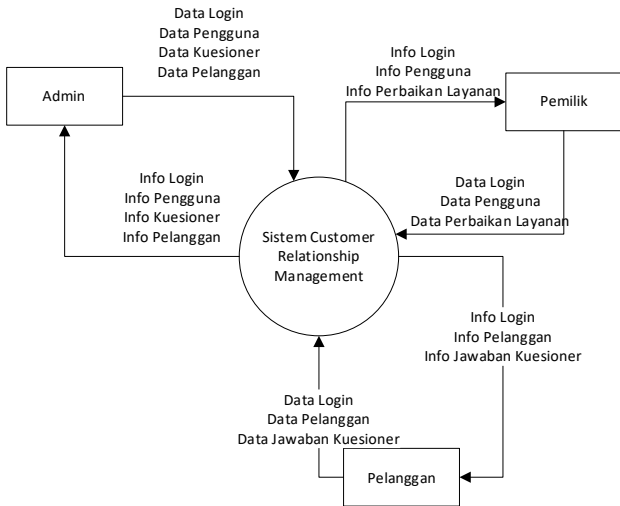 Data Login
Data Pengguna
Data Kuesioner
Data Pelanggan
Admin
Info Login
Info Pengguna
Info Perbaikan Layanan
Pemilik
Info Login
Info Pengguna
Info Kuesioner
Info Pelanggan
Data Login
Data Pengguna
Data Perbaikan Layanan
Sistem Customer
Relationship
Management
Info Login
Info Pelanggan
Info Jawaban Kuesioner
Data Login
Data Pelanggan
Data Jawaban Kuesioner
Pelanggan